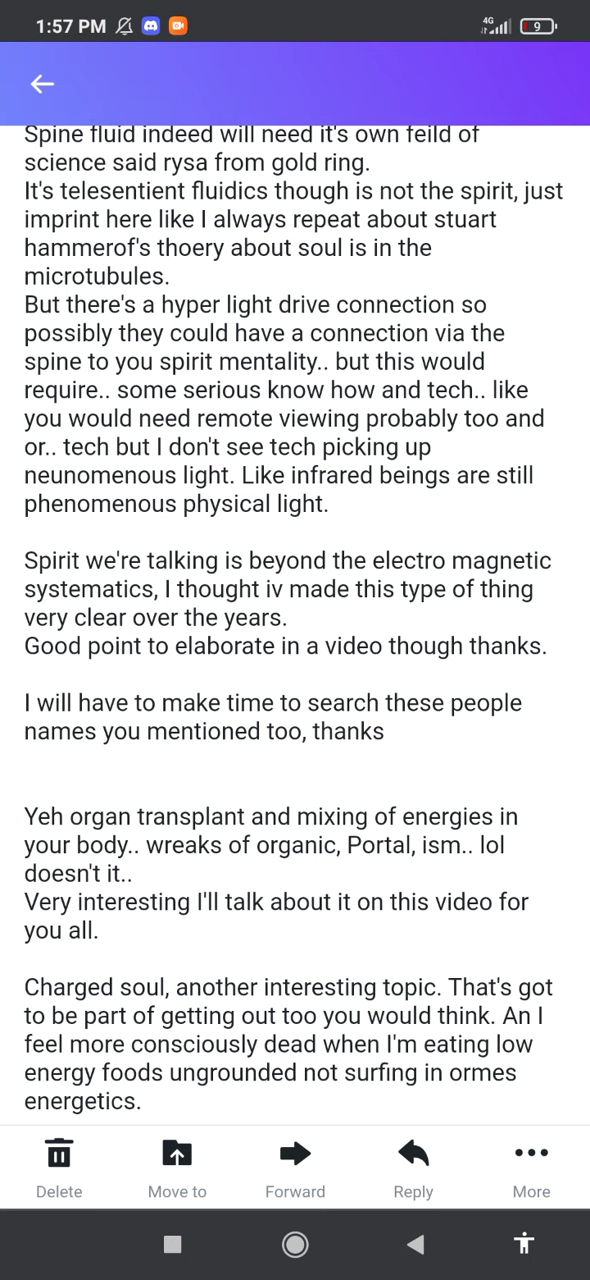 1:57 PM
4G
9
Spine fluid indeed will need it's own feild of
science said rysa from gold ring.
It's telesentient fluidics though is not the spirit, just
imprint here like I always repeat about stuart
hammerof's thoery about soul is in the
microtubules.
But there's a hyper light drive connection so
possibly they could have a connection via the
spine to you spirit mentality.. but this would
require.. some serious know how and tech.. like
you would need remote viewing probably too and
or.. tech but I don't see tech picking up
neunomenous light. Like infrared beings are still
phenomenous physical light.
Spirit we're talking is beyond the electro magnetic
systematics, I thought iv made this type of thing
very clear over the years.
Good point to elaborate in a video though thanks.
I will have to make time to search these people
names you mentioned too, thanks
Yeh organ transplant and mixing of energies in
your body.. wreaks of organic, Portal, ism.. lol
doesn't it..
Very interesting I'll talk about it on this video for
you all.
Charged soul, another interesting topic. That's got
to be part of getting out too you would think. An I
feel more consciously dead when I'm eating low
energy foods ungrounded not surfing in ormes
energetics.
Delete Move to Forward Reply More